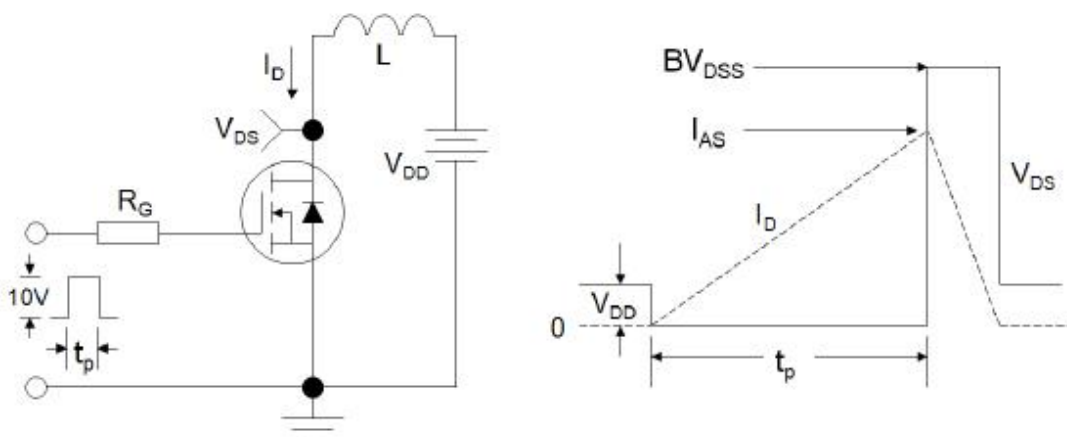 L
I_D
V_DS
V_DD
R_G
10V
t_p
BV_DSS
I_AS
V_DS
I_D
V_DD
0
t_p